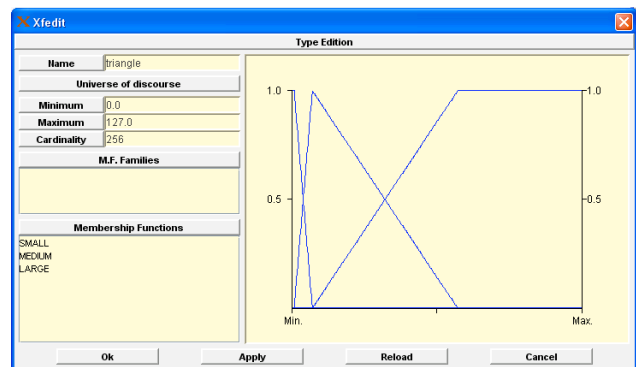 Xfedit
Type Edition
Name triangle
Universe of discourse
Minimum 0.0
Maximum 127.0
Cardinality 256
M.F. Families
Membership Functions
SMALL
MEDIUM
LARGE
1.0 1.0
0.5 0.5
Min. Max.
Ok Apply Reload Cancel